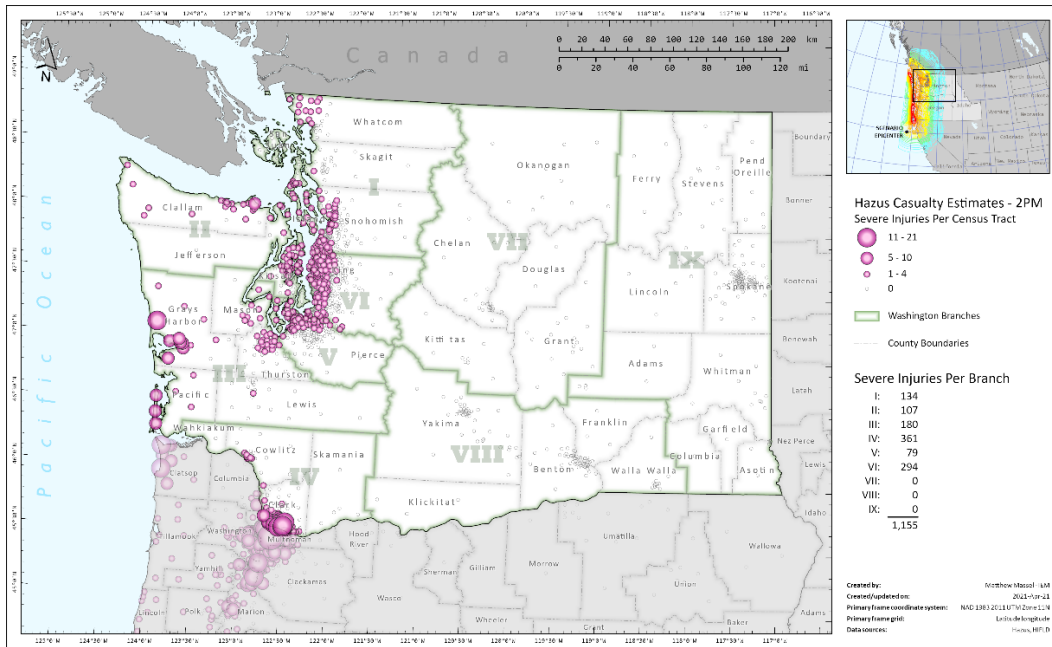 Canada
Pacific Ocean
N
0 20 40 60 80 100 120 140 160 180 200 km
0 20 40 60 80 100 120 mi
Whatcom
Skagit
I
Snohomish
Clallam
II
Jefferson
Okanogan
Ferry
Stevens
Pend
Oreille
Boundary
Bonner
Chelan
VII
Douglas
IX
Lincoln
Spokane
Kootenai
VI
Mason
Grays
Harbor
Kittitas
Grant
Adams
Whitman
Benewah
Latah
V
Pierce
Thurston
III
Pacific
Lewis
Wahkiakum
Cowlitz
Skamania
IV
Clark
Yakima
VIII
Klickitat
Benton
Franklin
Walla Walla
Columbia
Garfield
Asotin
Nez Perce
Lewis
Idaho
Clatsop
Columbia
Washington
Multnomah
Hood
River
Tillamook
Yamhill
Clackamas
Polk
Marion
Lincoln
Wasco
Sherman
Gilliam
Morrow
Umatilla
Union
Wallowa
Wheeler
Grant
Baker
Adams
SCENARIO
EPICENTER
Hazus Casualty Estimates - 2PM
Severe Injuries Per Census Tract
11 - 21
5 - 10
1 - 4
0
Washington Branches
County Boundaries
Severe Injuries Per Branch
I: 134
II: 107
III: 180
IV: 361
V: 79
VI: 294
VII: 0
VIII: 0
IX: 0
1,155
Created by:
Created/updated on: 2021-Apr-21
Primary frame coordinate system: NAD 1983 2011 UTM Zone 11N
Primary frame grid: Latitude longitude
Data sources: Hazus, HIFLD